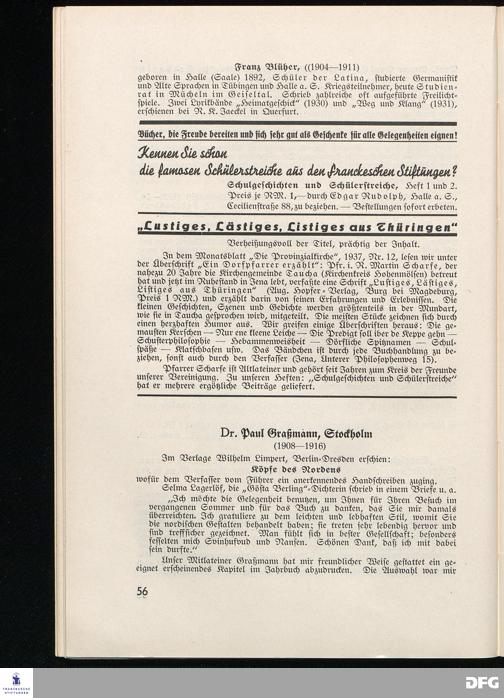 Franz Blüher, ((1904—1911)
geboren in Halle (Saale) 1892, Schüler der Latina, studierte Germanistik
und Alte Sprachen in Tübingen und Halle a. S. Kriegsteilnehmer, heute Studien-
rat in Mücheln im Geiseltal. Schrieb zahlreiche oft aufgeführte Freilicht-
spiele. Zwei Lyrikbände „Heimatgeschick“ (1930) und „Weg und Klang“ (1931),
erschienen bei R. K. Jaeckel in Querfurt.
Bücher, die Freude bereiten und sich sehr gut als Geschenke für alle Gelegenheiten eignen!
Kennen Sie schon
die famosen Schülerstreiche aus den Franckeschen Stiftungen?
Schulgeschichten und Schülerstreiche, Heft 1 und 2.
Preis je RM. 1,— durch Edgar Rudolph, Halle a. S.,
Cecilienstraße 88, zu beziehen. — Bestellungen sofort erbeten.
„Lustiges, Lästiges, Listiges aus Thüringen“
Verheißungsvoll der Titel, prächtig der Inhalt.
In dem Monatsblatt „Die Provinzialkirche“, 1937, Nr. 12, lesen wir unter
der Überschrift „Ein Dorfpfarrer erzählt“: Pfr. i. R. Martin Scharfe, der
nahezu 20 Jahre die Kirchengemeinde Taucha (Kirchenkreis Hohenmölsen) betreut
hat und jetzt im Ruhestand in Jena lebt, verfaßte eine Schrift „Lustiges, Lästiges,
Listiges aus Thüringen“ (Aug. Hopfer-Verlag, Burg bei Magdeburg,
Preis 1 RM.) und erzählt darin von seinen Erfahrungen und Erlebnissen. Die
kleinen Geschichten, Szenen und Gedichte werden größtenteils in der Mundart,
wie sie in Taucha gesprochen wird, mitgeteilt. Die meisten Stücke zeichnen sich durch
einen herzhaften Humor aus. Wir greifen einige Überschriften heraus: Die ge-
mausten Kerschen — Nur ene kleene Leiche — Die Predigt soll iber de Keppe gehn —
Schusterphilosophie — Hebammenweisheit — Dörfliche Spitznamen — Schul-
späße — Klatschbasen usw. Das Bändchen ist durch jede Buchhandlung zu be-
ziehen, sonst auch durch den Verfasser (Jena, Unterer Philosophenweg 15).
Pfarrer Scharfe ist Altlateiner und gehört seit Jahren zum Kreis der Freunde
unserer Vereinigung. Zu unseren Heften: „Schulgeschichten und Schülerstreiche“
hat er mehrere ergötzliche Beiträge geliefert.
Dr. Paul Graßmann, Stockholm
(1908—1916)
Im Verlage Wilhelm Limpert, Berlin-Dresden erschien:
Köpfe des Nordens
wofür dem Verfasser vom Führer ein anerkennendes Handschreiben zuging.
Selma Lagerlöf, die „Gösta Berling“-Dichterin schrieb in einem Briefe u. a.
„Ich möchte die Gelegenheit benutzen, um Ihnen für Ihren Besuch im
vergangenen Sommer und für das Buch zu danken, das Sie mir damals
überreichten. Ich gratuliere zu dem leichten und lebhaften Stil, womit Sie
die nordischen Gestalten behandelt haben; sie treten sehr lebendig hervor und
sind trefflicher gezeichnet. Man fühlt sich in bester Gesellschaft; besonders
fesselten mich Svinhufvud und Nansen. Schönen Dank, daß ich mit dabei
sein durfte.“
Unser Mitlateiner Graßmann hat mir freundlicher Weise gestattet ein ge-
eignet erscheinendes Kapitel im Jahrbuch abzudrucken. Die Auswahl war mir
56
FRANCKESCHE
STIFTUNGEN
DFG